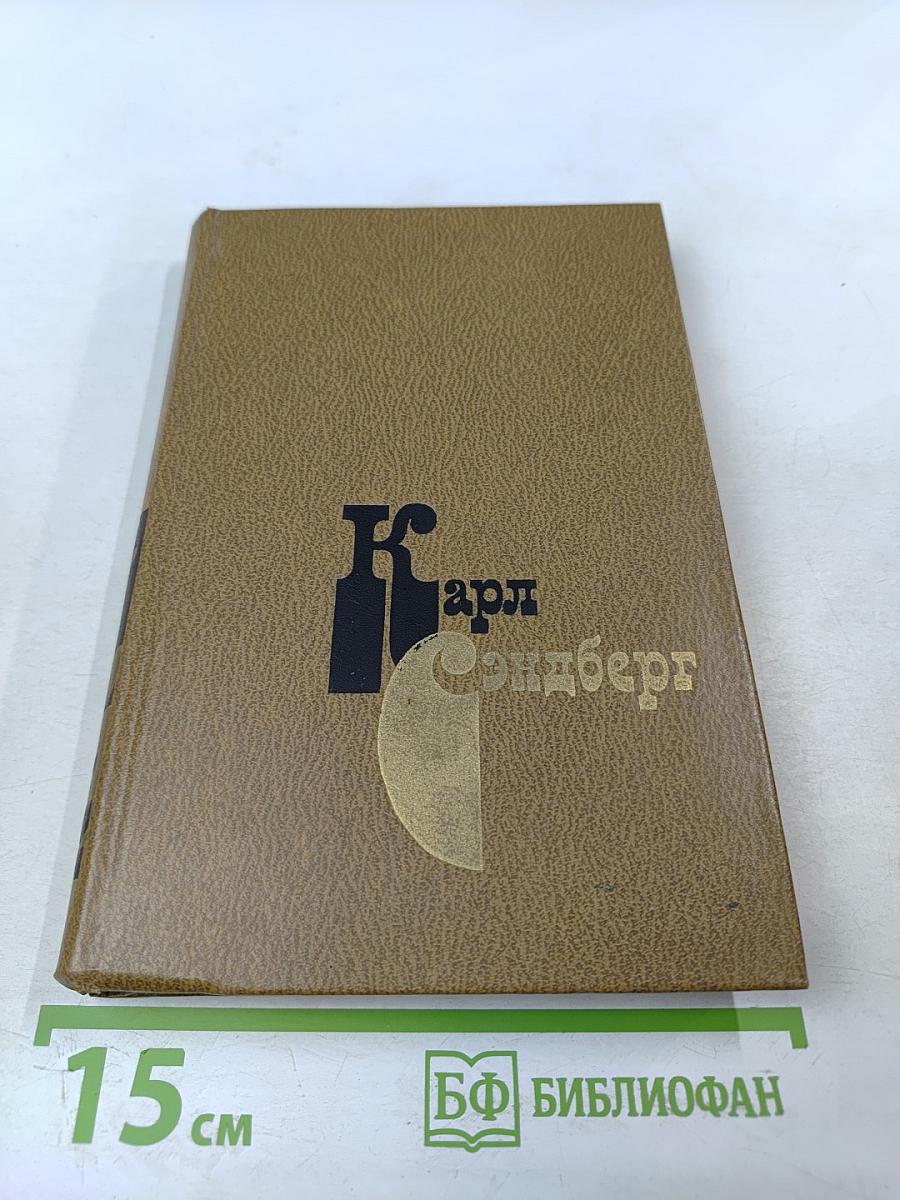 Карл
Сэндберг
15 см
БФ БИБЛИОФАН